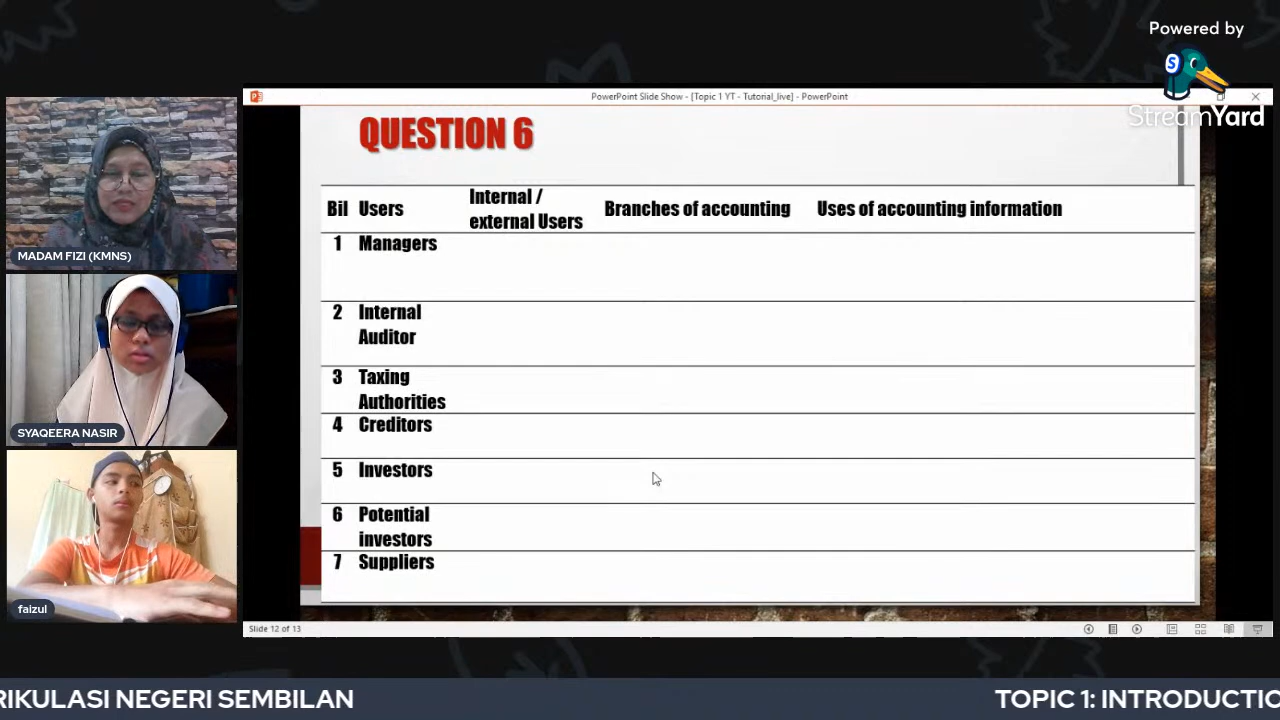 Powered by
StreamYard
PowerPoint Slide Show - [Topic 1 YT - Tutorial_live] - PowerPoint
QUESTION 6
Bil Users Internal / external Users Branches of accounting Uses of accounting information
1 Managers
2 Internal
Auditor
3 Taxing
Authorities
4 Creditors
5 Investors
6 Potential
investors
7 Suppliers
MADAM FIZI (KMNS)
SYAQEERA NASIR
faizul
Slide 12 of 13
RIKULASI NEGERI SEMBILAN
TOPIC 1: INTRODUCTIO